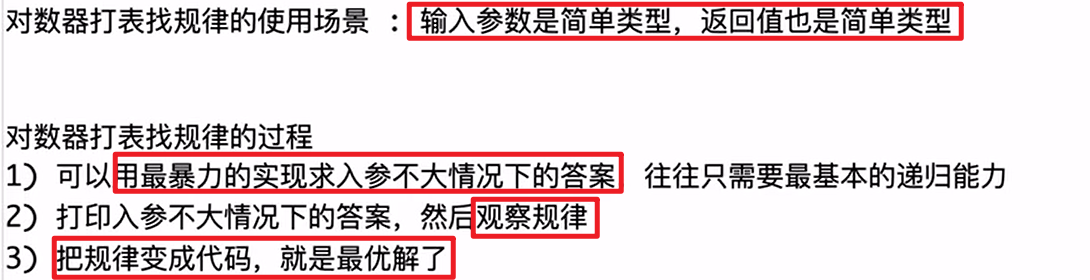 对数器打表找规律的使用场景 : 输入参数是简单类型，返回值也是简单类型
对数器打表找规律的过程
1) 可以用最暴力的实现求入参不大情况下的答案 往往只需要最基本的递归能力
2) 打印入参不大情况下的答案，然后观察规律
3) 把规律变成代码，就是最优解了